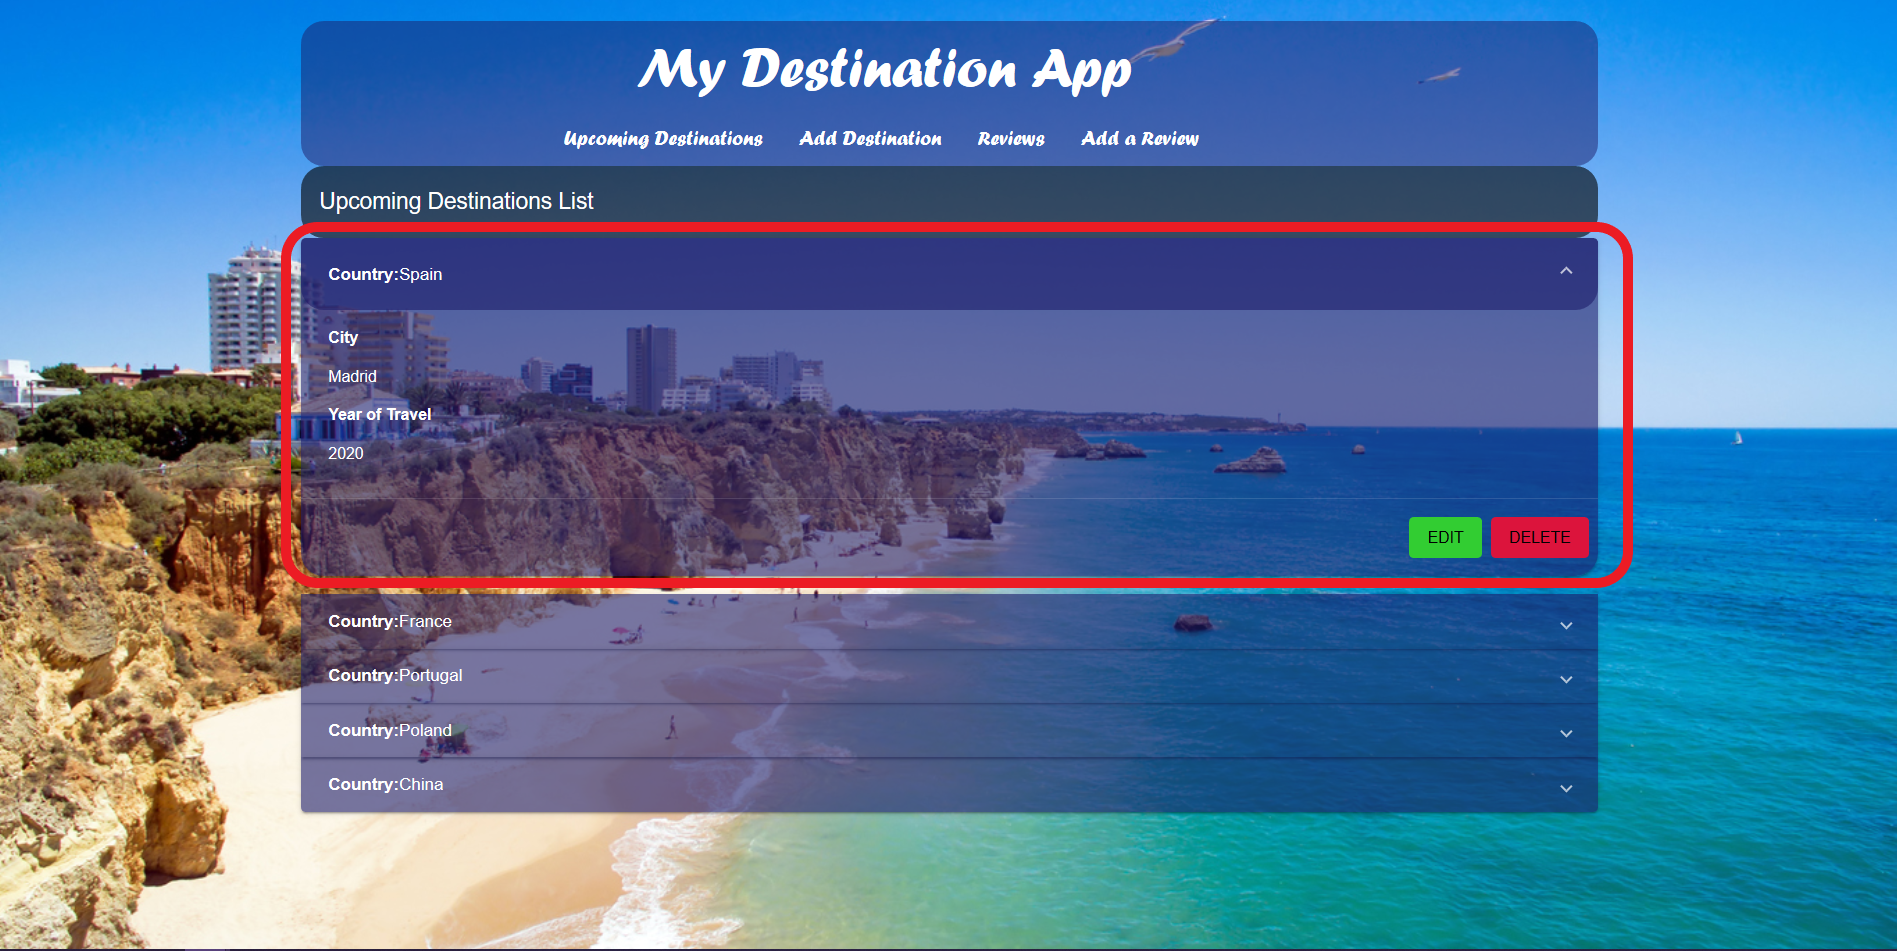 My Destination App
Upcoming Destinations Add Destination Reviews Add a Review
Upcoming Destinations List
Country:Spain
City
Madrid
Year of Travel
2020
EDIT DELETE
Country:France
Country:Portugal
Country:Poland
Country:China